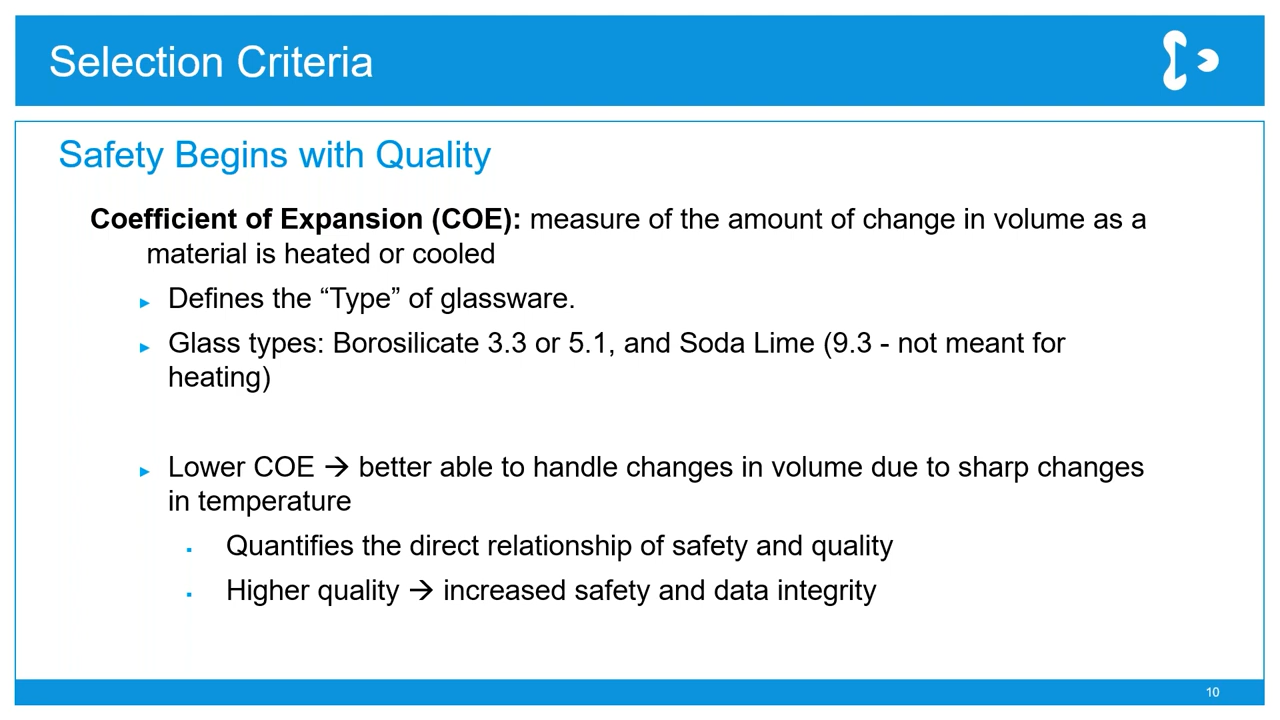 Selection Criteria
Safety Begins with Quality
Coefficient of Expansion (COE): measure of the amount of change in volume as a
material is heated or cooled
▸ Defines the “Type” of glassware.
▸ Glass types: Borosilicate 3.3 or 5.1, and Soda Lime (9.3 - not meant for
heating)
▸ Lower COE → better able to handle changes in volume due to sharp changes
in temperature
▪ Quantifies the direct relationship of safety and quality
▪ Higher quality → increased safety and data integrity
10